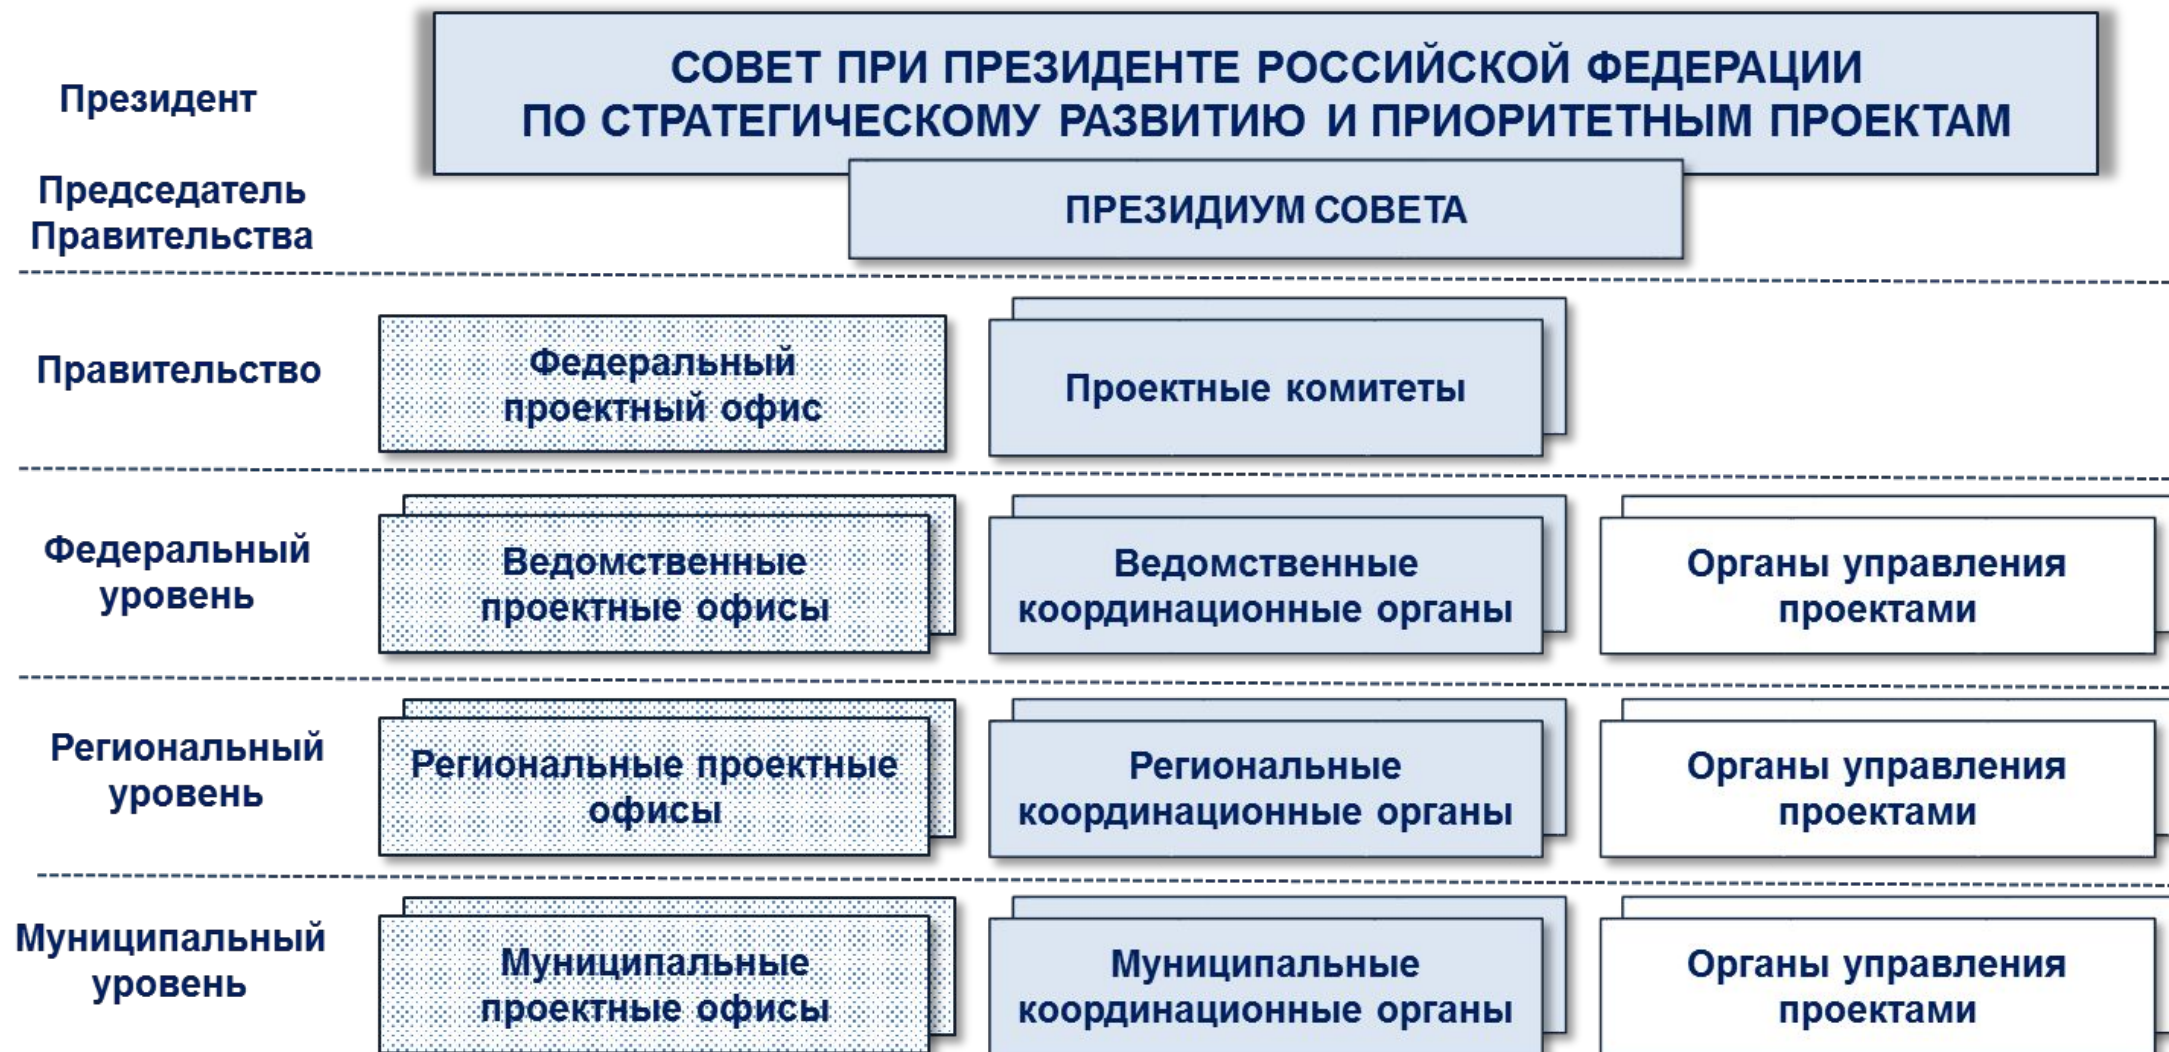 Президент
СОВЕТ ПРИ ПРЕЗИДЕНТЕ РОССИЙСКОЙ ФЕДЕРАЦИИ
ПО СТРАТЕГИЧЕСКОМУ РАЗВИТИЮ И ПРИОРИТЕТНЫМ ПРОЕКТАМ
Председатель
Правительства
ПРЕЗИДИУМ СОВЕТА
Правительство
Федеральный
проектный офис
Проектные комитеты
Федеральный
уровень
Ведомственные
проектные офисы
Ведомственные
координационные органы
Органы управления
проектами
Региональный
уровень
Региональные проектные
офисы
Региональные
координационные органы
Органы управления
проектами
Муниципальный
уровень
Муниципальные
проектные офисы
Муниципальные
координационные органы
Органы управления
проектами